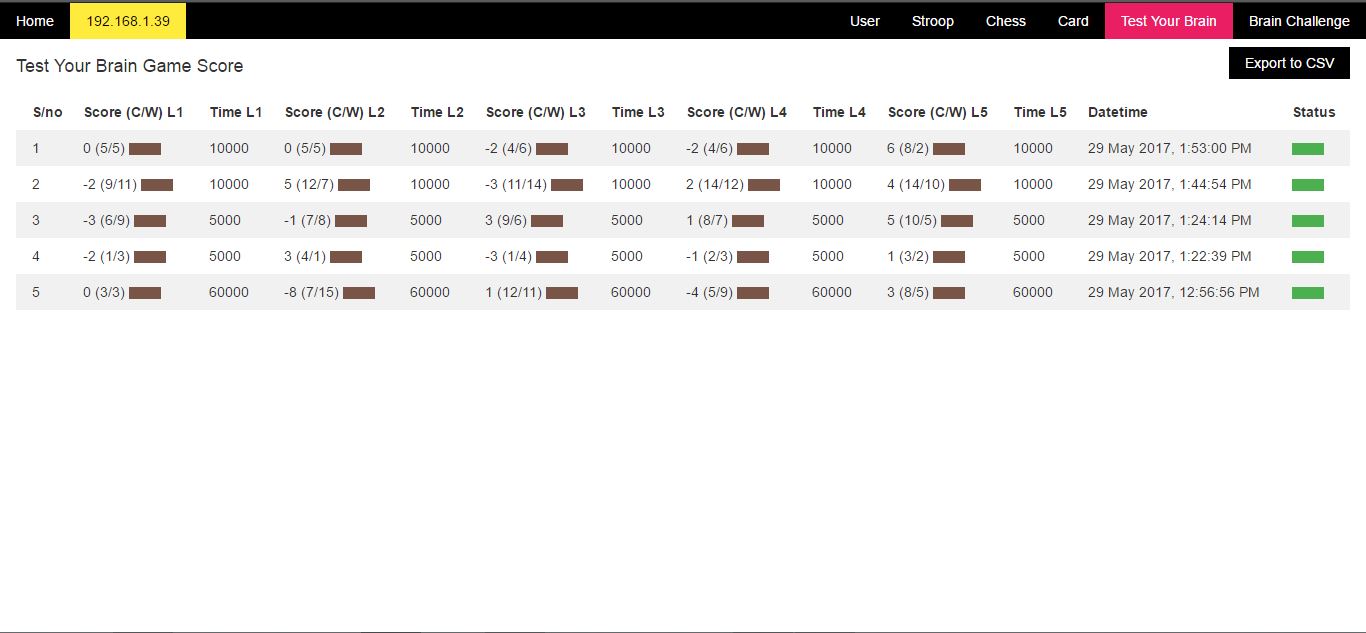 Home 192.168.1.39 User Stroop Chess Card Test Your Brain Brain Challenge
Test Your Brain Game Score Export to CSV
S/no Score (C/W) L1 Time L1 Score (C/W) L2 Time L2 Score (C/W) L3 Time L3 Score (C/W) L4 Time L4 Score (C/W) L5 Time L5 Datetime Status
1 0 (5/5) 10000 0 (5/5) 10000 -2 (4/6) 10000 -2 (4/6) 10000 6 (8/2) 10000 29 May 2017, 1:53:00 PM
2 -2 (9/11) 10000 5 (12/7) 10000 -3 (11/14) 10000 2 (14/12) 10000 4 (14/10) 10000 29 May 2017, 1:44:54 PM
3 -3 (6/9) 5000 -1 (7/8) 5000 3 (9/6) 5000 1 (8/7) 5000 5 (10/5) 5000 29 May 2017, 1:24:14 PM
4 -2 (1/3) 5000 3 (4/1) 5000 -3 (1/4) 5000 -1 (2/3) 5000 1 (3/2) 5000 29 May 2017, 1:22:39 PM
5 0 (3/3) 60000 -8 (7/15) 60000 1 (12/11) 60000 -4 (5/9) 60000 3 (8/5) 60000 29 May 2017, 12:56:56 PM